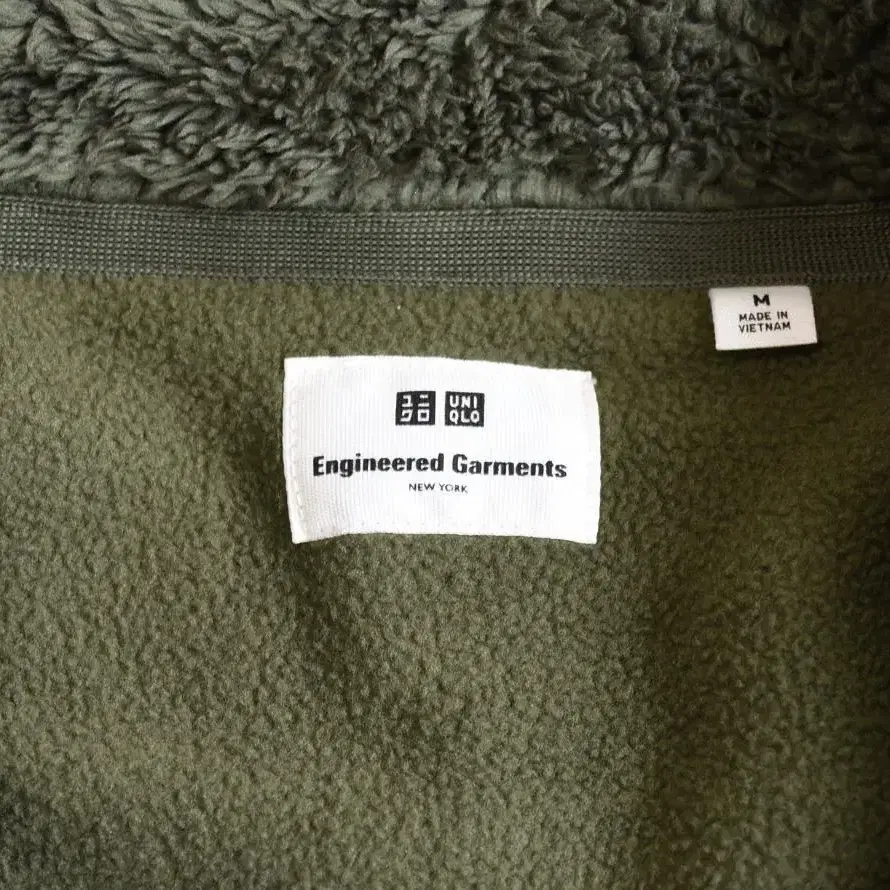 M
MADE IN
VIETNAM
ユニ UNI
クロ QLO
Engineered Garments
NEW YORK